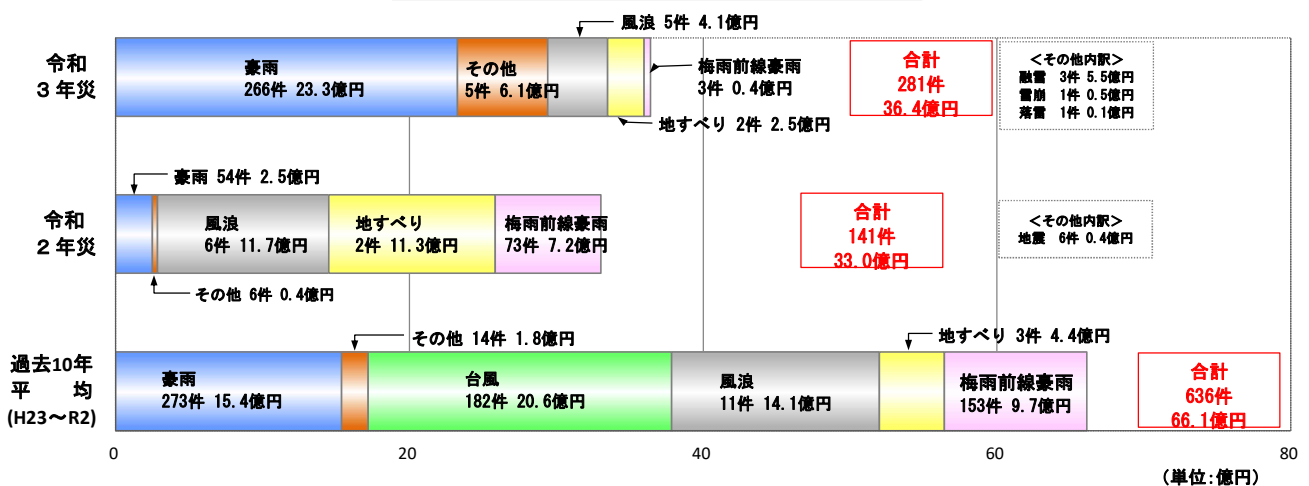 風浪 5件 4.1億円
令和
３年災
豪雨
266件 23.3億円
その他
5件 6.1億円
梅雨前線豪雨
3件 0.4億円
地すべり 2件 2.5億円
合計
281件
36.4億円
＜その他内訳＞
融雪 3件 5.5億円
雪崩 1件 0.5億円
落雪 1件 0.1億円
豪雨 54件 2.5億円
令和
２年災
風浪
6件 11.7億円
地すべり
2件 11.3億円
梅雨前線豪雨
73件 7.2億円
その他 6件 0.4億円
合計
141件
33.0億円
＜その他内訳＞
地震 6件 0.4億円
その他 14件 1.8億円
地すべり 3件 4.4億円
過去10年
平　均
(H23～R2)
豪雨
273件 15.4億円
台風
182件 20.6億円
風浪
11件 14.1億円
梅雨前線豪雨
153件 9.7億円
合計
636件
66.1億円
0 20 40 60 80
（単位：億円）